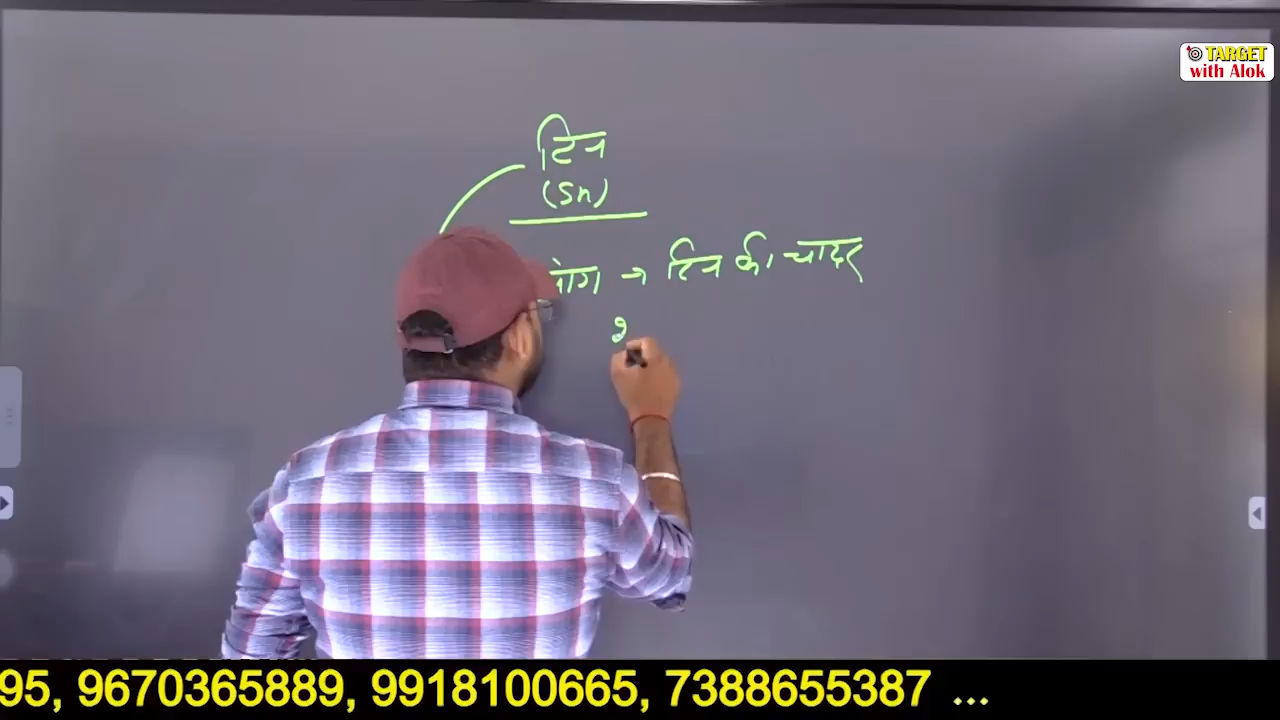 TARGET
with Alok
टिन
(Sn)
→ टिन की चादर
95, 9670365889, 9918100665, 7388655387 ...